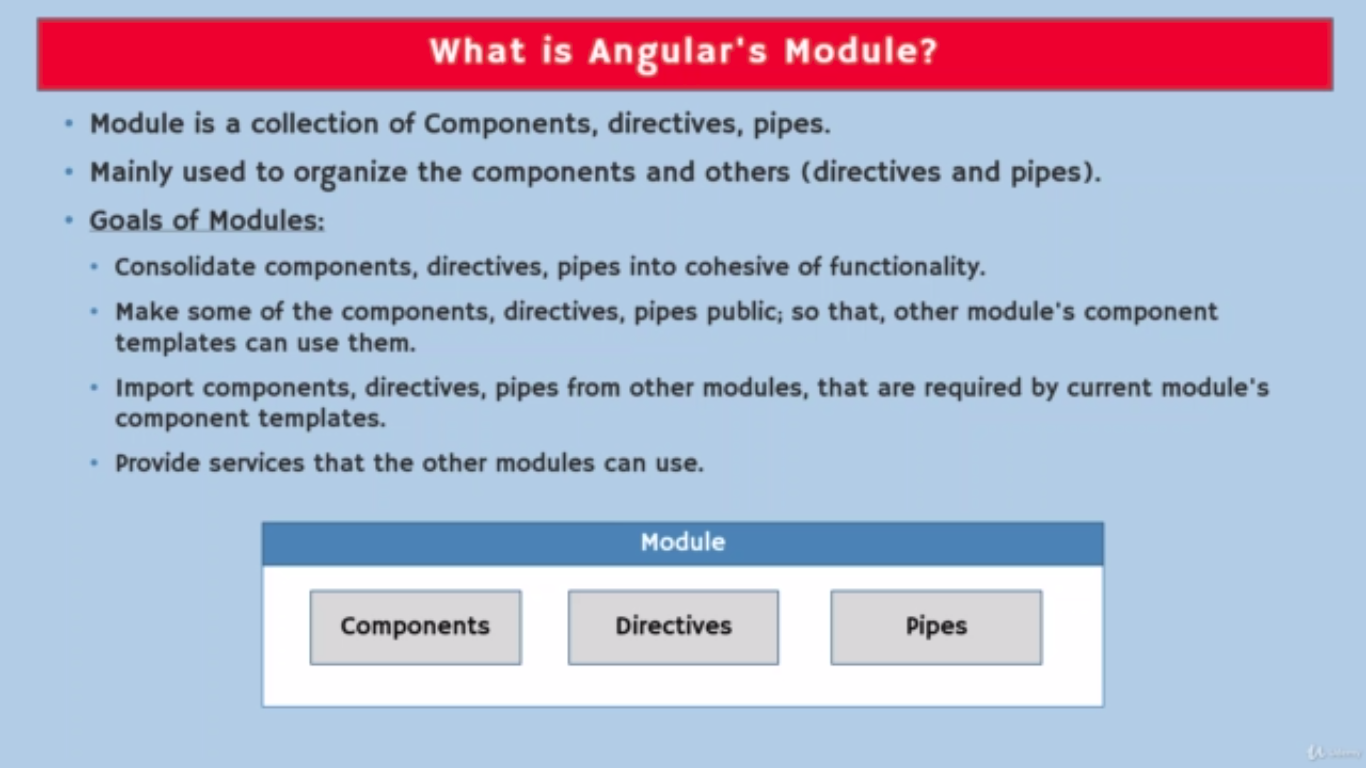 What is Angular's Module?
• Module is a collection of Components, directives, pipes.
• Mainly used to organize the components and others (directives and pipes).
• Goals of Modules:
• Consolidate components, directives, pipes into cohesive of functionality.
• Make some of the components, directives, pipes public; so that, other module's component
templates can use them.
• Import components, directives, pipes from other modules, that are required by current module's
component templates.
• Provide services that the other modules can use.
Module
Components
Directives
Pipes